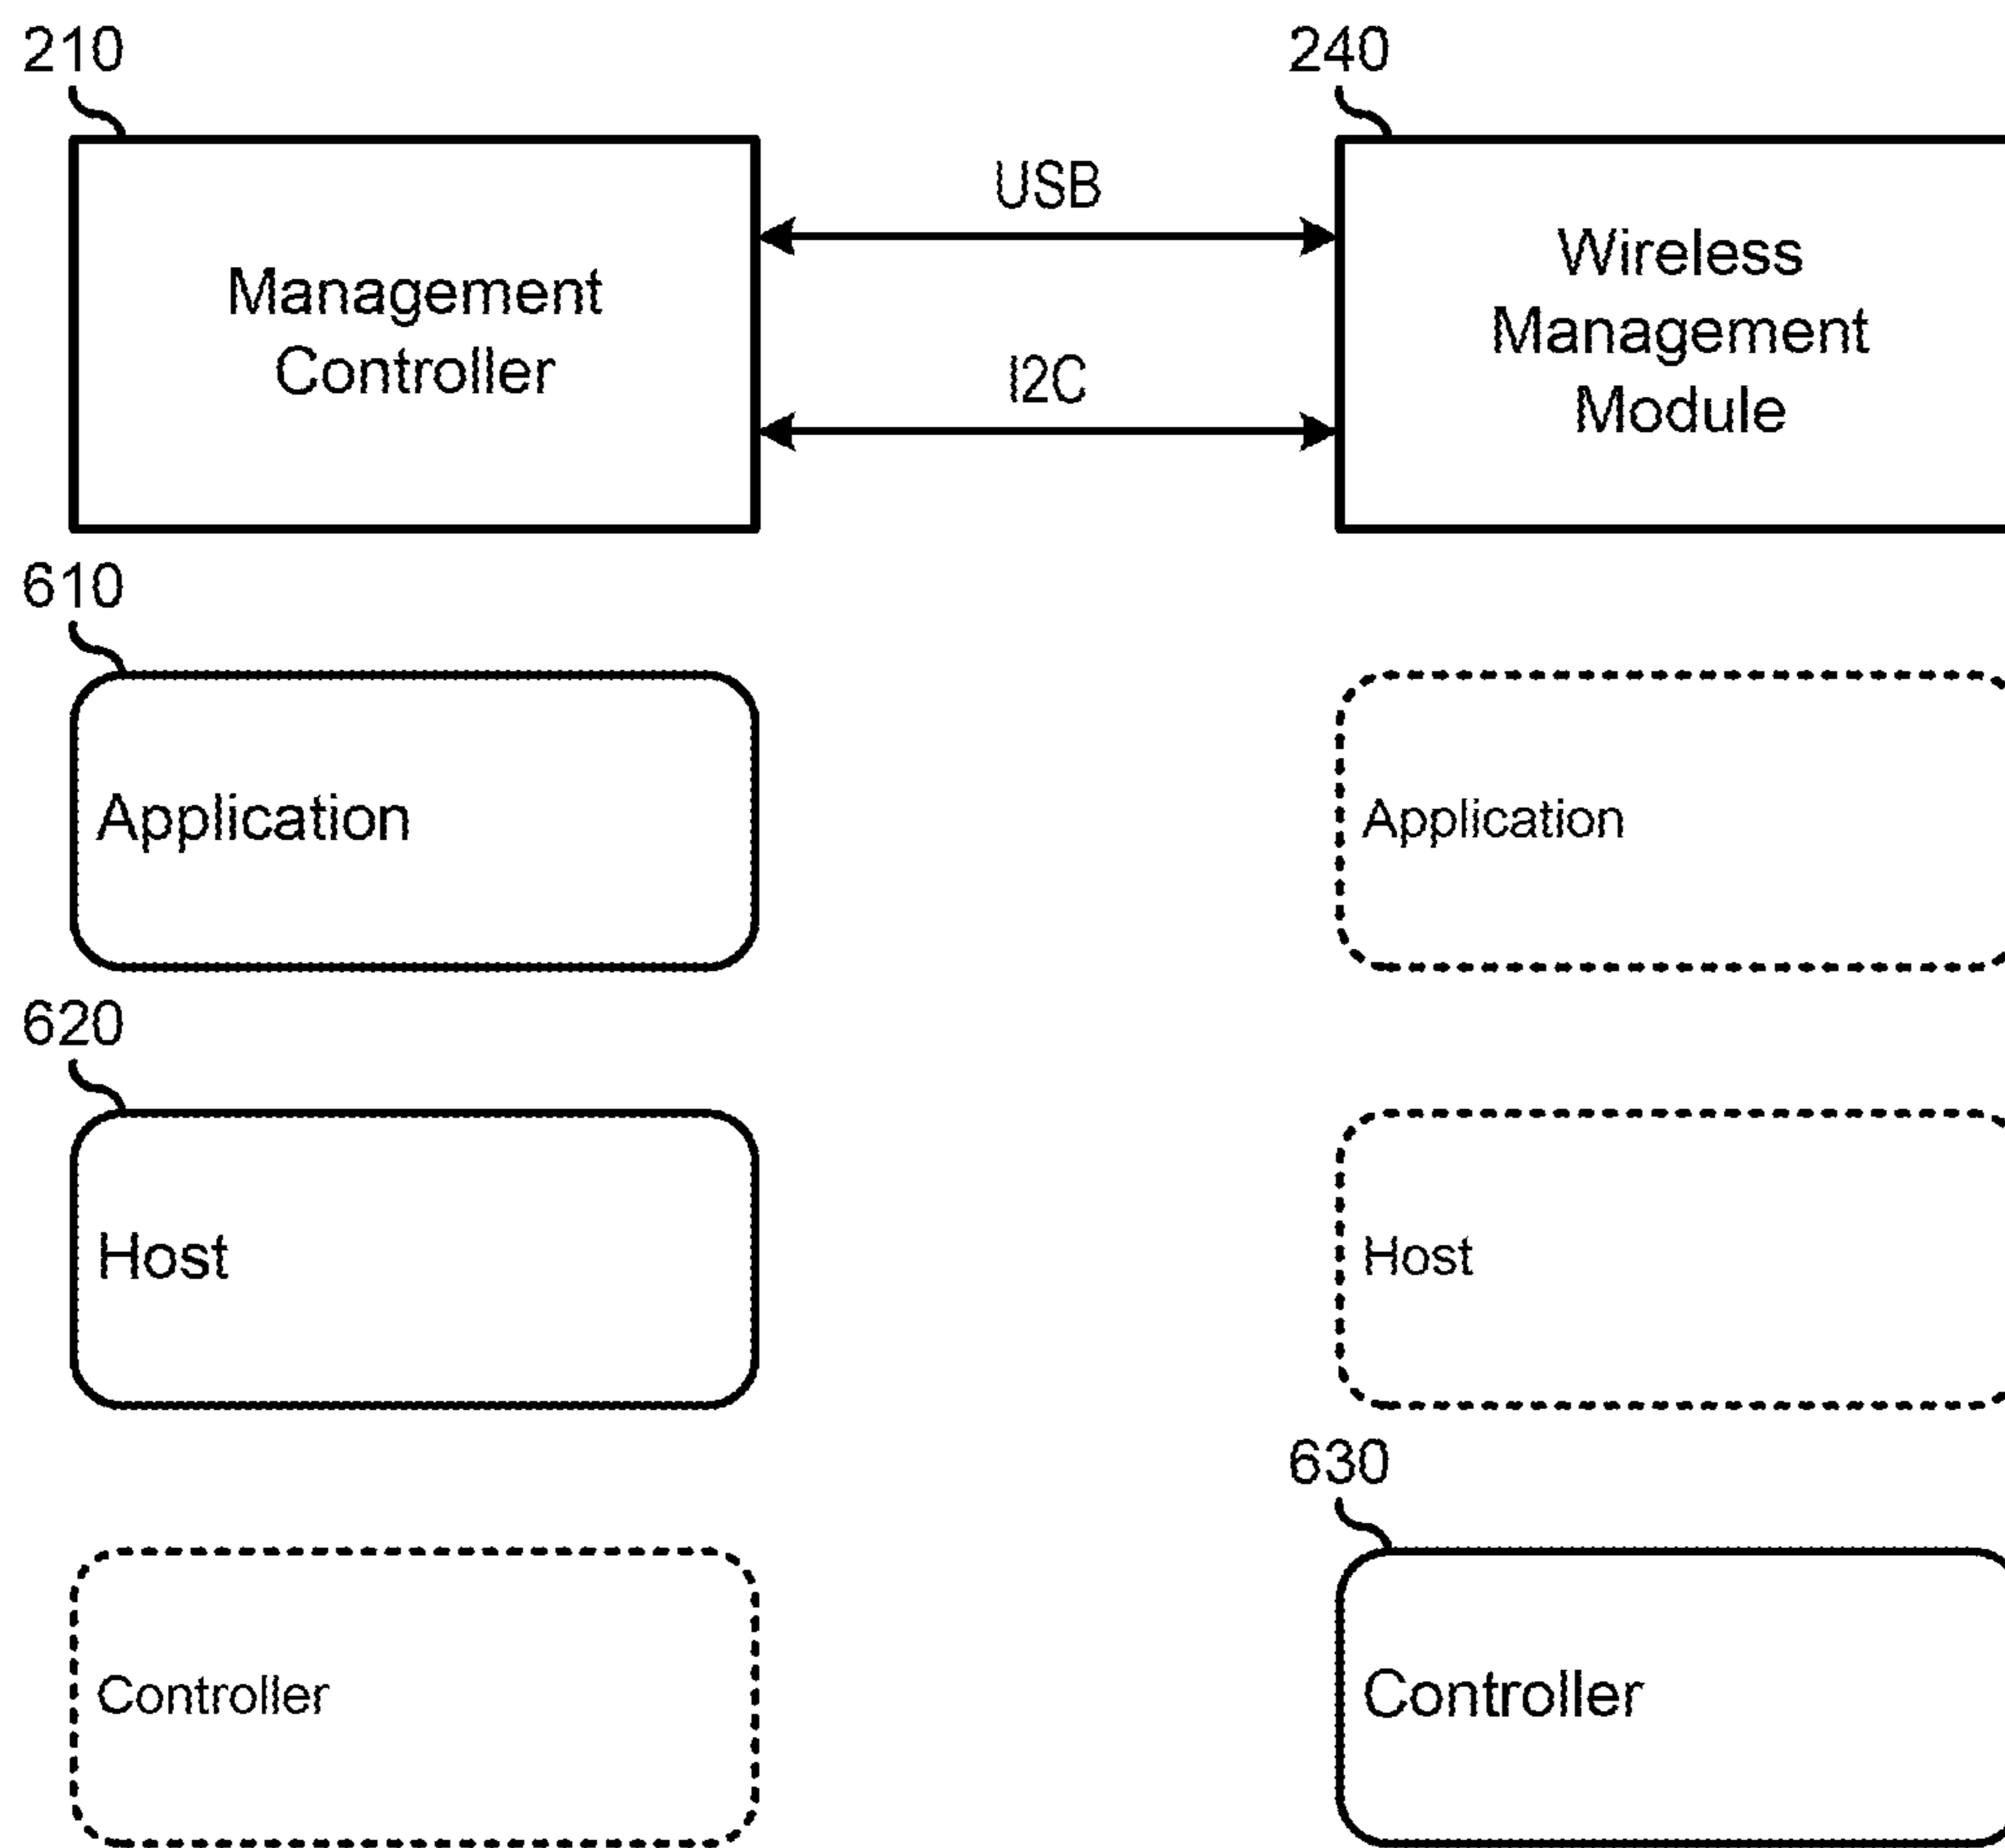 210
240
Management
Controller
USB
I2C
Wireless
Management
Module
610
Application
Application
620
Host
Host
630
Controller
Controller